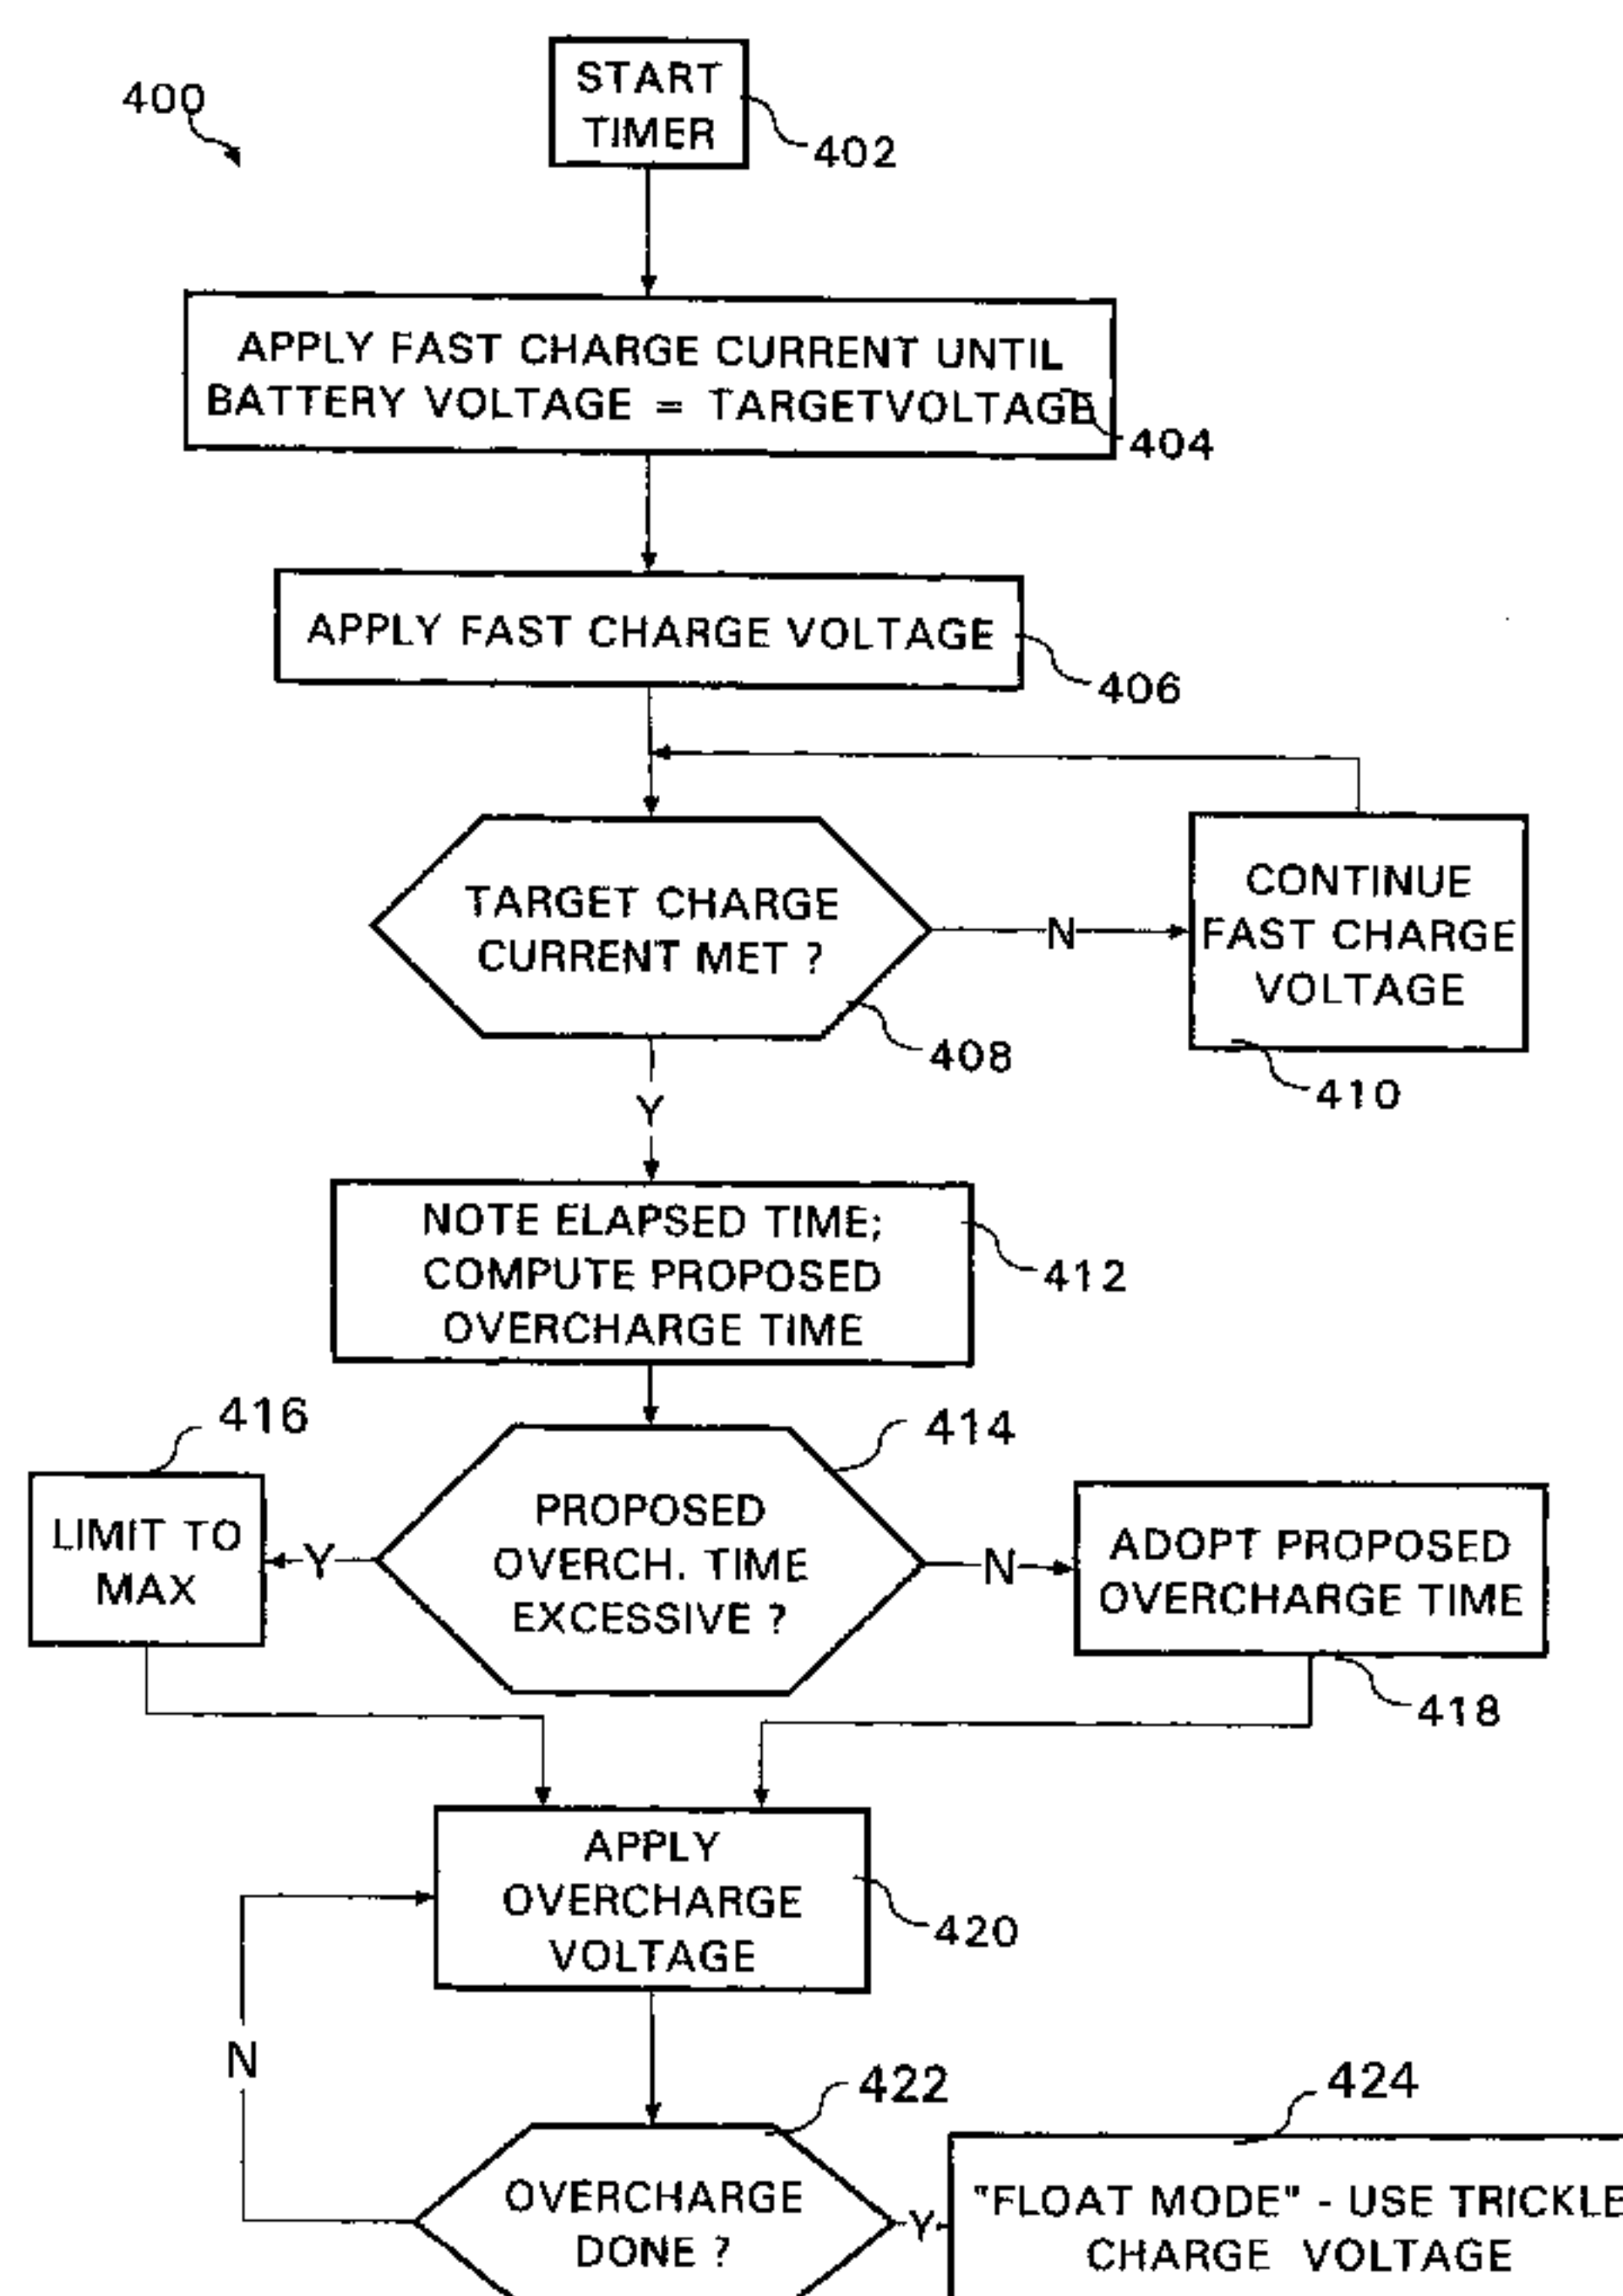 400
START
TIMER
402
APPLY FAST CHARGE CURRENT UNTIL
BATTERY VOLTAGE = TARGETVOLTAGE
404
APPLY FAST CHARGE VOLTAGE
406
TARGET CHARGE
CURRENT MET ?
408
N
CONTINUE
FAST CHARGE
VOLTAGE
410
Y
NOTE ELAPSED TIME;
COMPUTE PROPOSED
OVERCHARGE TIME
412
416
414
LIMIT TO
MAX
Y
PROPOSED
OVERCH. TIME
EXCESSIVE ?
N
ADOPT PROPOSED
OVERCHARGE TIME
418
APPLY
OVERCHARGE
VOLTAGE
420
N
422
424
OVERCHARGE
DONE ?
Y
"FLOAT MODE" - USE TRICKLE
CHARGE VOLTAGE